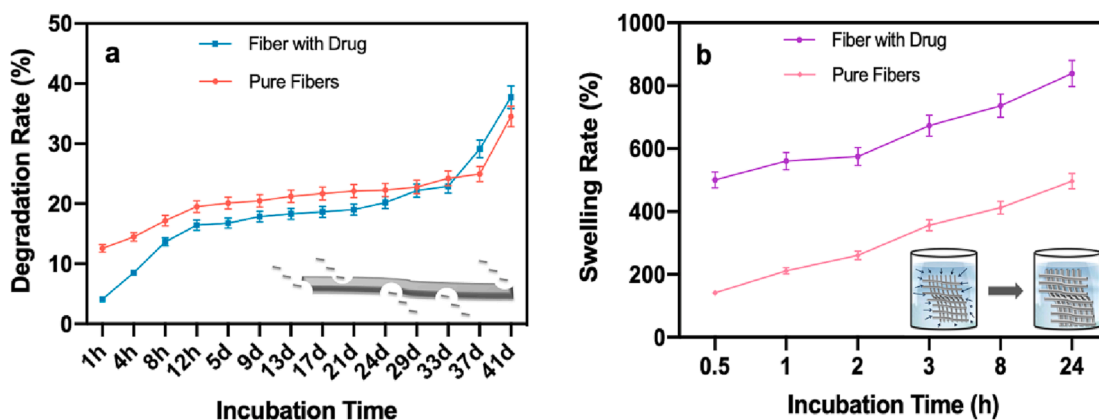 a
Fiber with Drug
Pure Fibers
Degradation Rate (%)
50
40
30
20
10
0
1h
4h
8h
12h
5d
9d
13d
17d
21d
24d
29d
33d
37d
41d
Incubation Time
b
Fiber with Drug
Pure Fibers
Swelling Rate (%)
1000
800
600
400
200
0
0.5
1
2
3
8
24
Incubation Time (h)